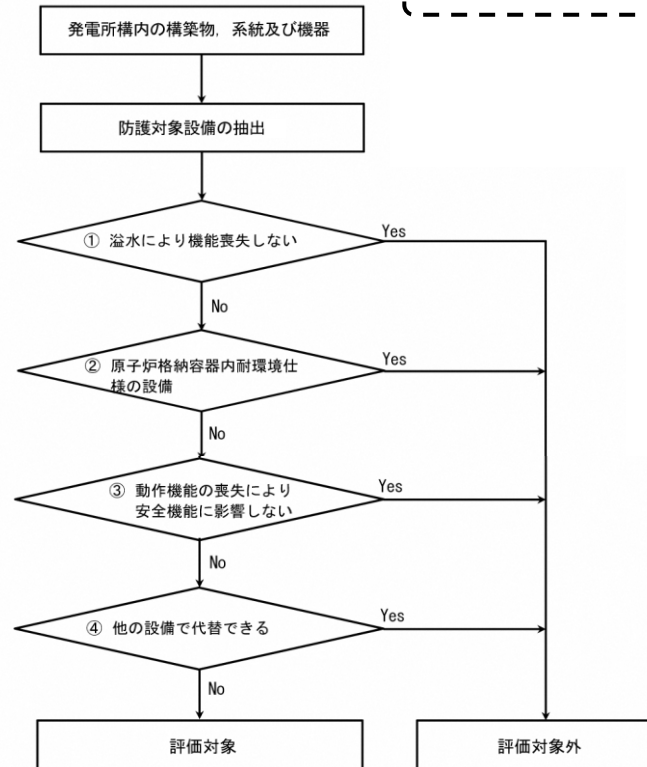 発電所構内の構築物，系統及び機器
防護対象設備の抽出
① 溢水により機能喪失しない
Yes
No
② 原子炉格納容器内耐環境仕
様の設備
Yes
No
③ 動作機能の喪失により
安全機能に影響しない
Yes
No
④ 他の設備で代替できる
Yes
No
評価対象
評価対象外